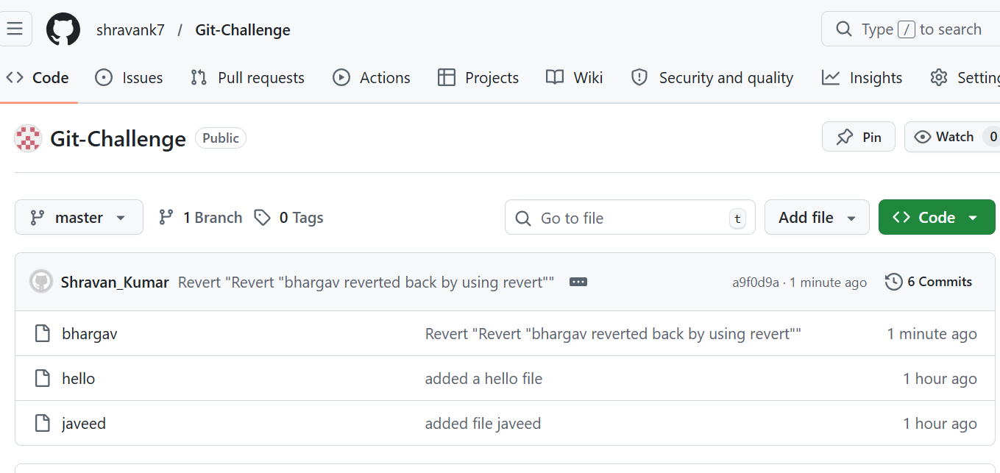 shravank7 / Git-Challenge
Type / to search
Code Issues Pull requests Actions Projects Wiki Security and quality Insights
Git-Challenge Public
Pin Watch 0
master 1 Branch 0 Tags
Go to file t Add file Code
Shravan_Kumar Revert "Revert "bhargav reverted back by using revert"" a9f0d9a · 1 minute ago 6 Commits
bhargav Revert "Revert "bhargav reverted back by using revert"" 1 minute ago
hello added a hello file 1 hour ago
javeed added file javeed 1 hour ago